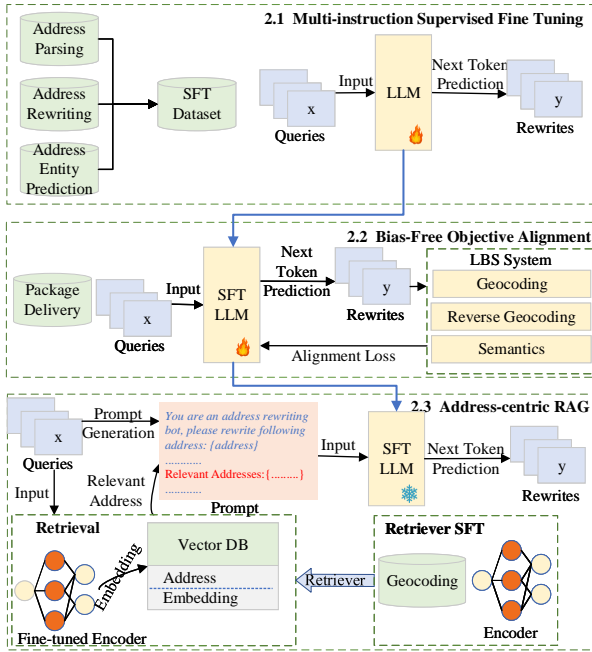 2.1 Multi-instruction Supervised Fine Tuning
Address
Parsing
Address
Rewriting
Address
Entity
Prediction
SFT
Dataset
x
Queries
Input
LLM
Next Token
Prediction
y
Rewrites
2.2 Bias-Free Objective Alignment
Package
Delivery
x
Queries
Input
SFT
LLM
Next
Token
Prediction
y
Rewrites
LBS System
Geocoding
Reverse Geocoding
Semantics
Alignment Loss
2.3 Address-centric RAG
x
Queries
Prompt
Generation
You are an address rewriting
bot, please rewrite following
address: {address}
............
Relevant Addresses:{.........}
............
Prompt
Input
SFT
LLM
Next Token
Prediction
y
Rewrites
Input
Relevant
Address
Retrieval
Fine-tuned Encoder
Embedding
Vector DB
Address
Embedding
Retriever
Retriever SFT
Geocoding
Encoder